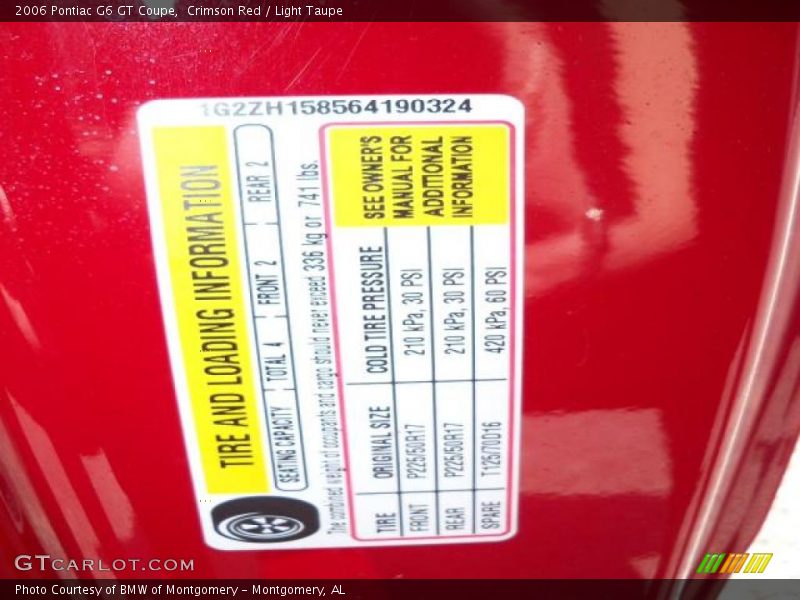 2006 Pontiac G6 GT Coupe,  Crimson Red / Light Taupe
1G2ZH158564190324
TIRE AND LOADING INFORMATION
SEATING CAPACITY TOTAL 4 FRONT 2 REAR 2
The combined weight of occupants and cargo should never exceed 336 kg or 741 lbs.
TIRE ORIGINAL SIZE COLD TIRE PRESSURE
FRONT P225/50R17 210 kPa, 30 PSI
REAR P225/50R17 210 kPa, 30 PSI
SPARE T125/70D16 420 kPa, 60 PSI
SEE OWNER'S
MANUAL FOR
ADDITIONAL
INFORMATION
GTCARLOT.COM
Photo Courtesy of BMW of Montgomery – Montgomery, AL